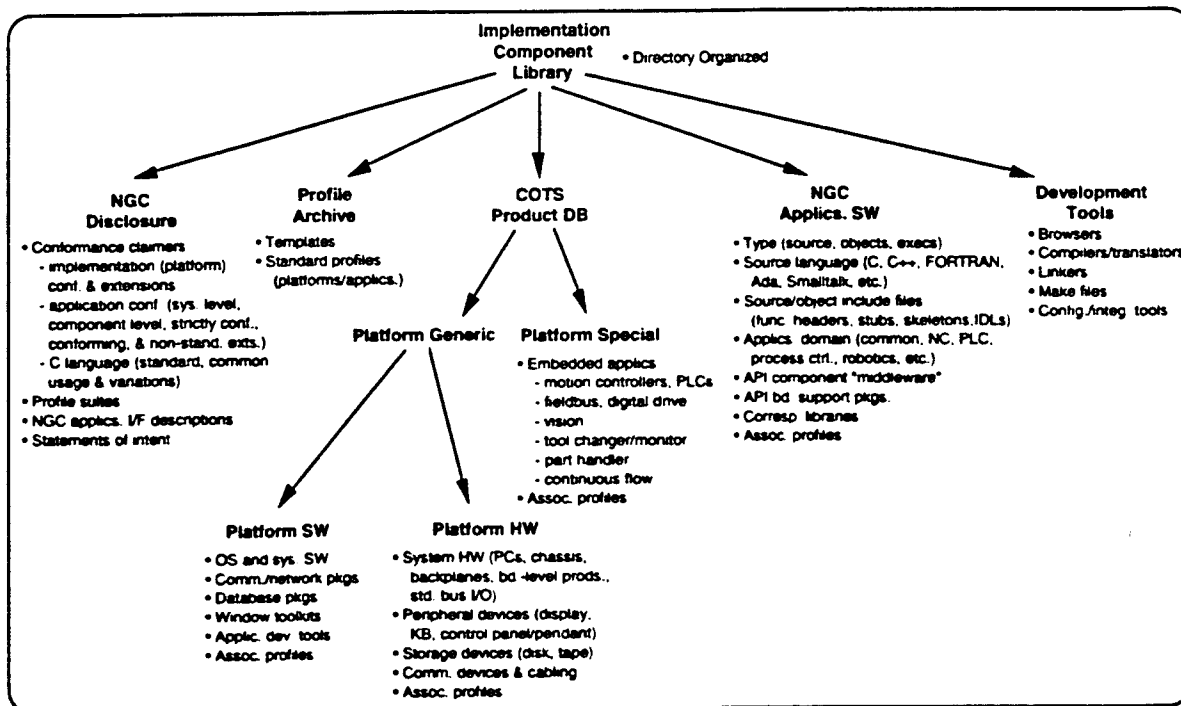 Implementation
Component
Library
• Directory Organized
NGC
Disclosure
• Conformance claimers
- implementation (platform)
conf. & extensions
- application conf. (sys. level,
component level, strictly conf.,
conforming, & non-stand. exts.)
- C language (standard, common
usage & variations)
• Profile suites
• NGC applics. I/F descriptions
• Statements of intent
Profile
Archive
• Templates
• Standard profiles
(platforms/applics.)
COTS
Product DB
Platform Generic
Platform SW
• OS and sys. SW
• Comm./network pkgs
• Database pkgs
• Window toolkits
• Applic. dev. tools
• Assoc. profiles
Platform HW
• System HW (PCs, chassis,
backplanes, bd.-level prods.,
std. bus I/O)
• Peripheral devices (display,
KB, control panel/pendant)
• Storage devices (disk, tape)
• Comm. devices & cabling
• Assoc. profiles
Platform Special
• Embedded applics
- motion controllers, PLCs
- fieldbus, digital drive
- vision
- tool changer/monitor
- part handler
- continuous flow
• Assoc. profiles
NGC
Applics. SW
• Type (source, objects, execs)
• Source language (C, C++, FORTRAN,
Ada, Smalltalk, etc.)
• Source/object include files
(func. headers, stubs, skeletons, IDLs)
• Applics. domain (common, NC, PLC,
process ctrl., robotics, etc.)
• API component "middleware"
• API bd. support pkgs.
• Corresp. libraries
• Assoc. profiles
Development
Tools
• Browsers
• Compilers/translators
• Linkers
• Make files
• Config./integ. tools